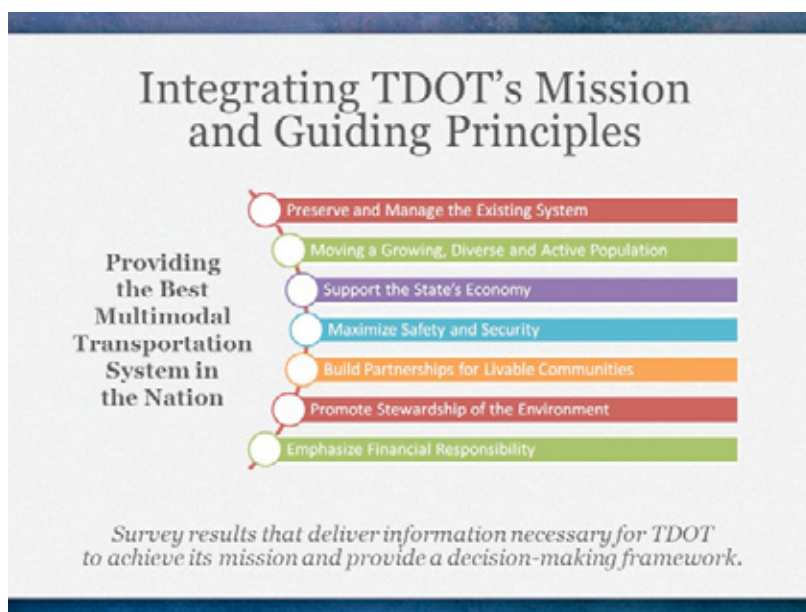 Integrating TDOT's Mission
and Guiding Principles
Providing
the Best
Multimodal
Transportation
System in
the Nation
Preserve and Manage the Existing System
Moving a Growing, Diverse and Active Population
Support the State's Economy
Maximize Safety and Security
Build Partnerships for Livable Communities
Promote Stewardship of the Environment
Emphasize Financial Responsibility
Survey results that deliver information necessary for TDOT
to achieve its mission and provide a decision-making framework.